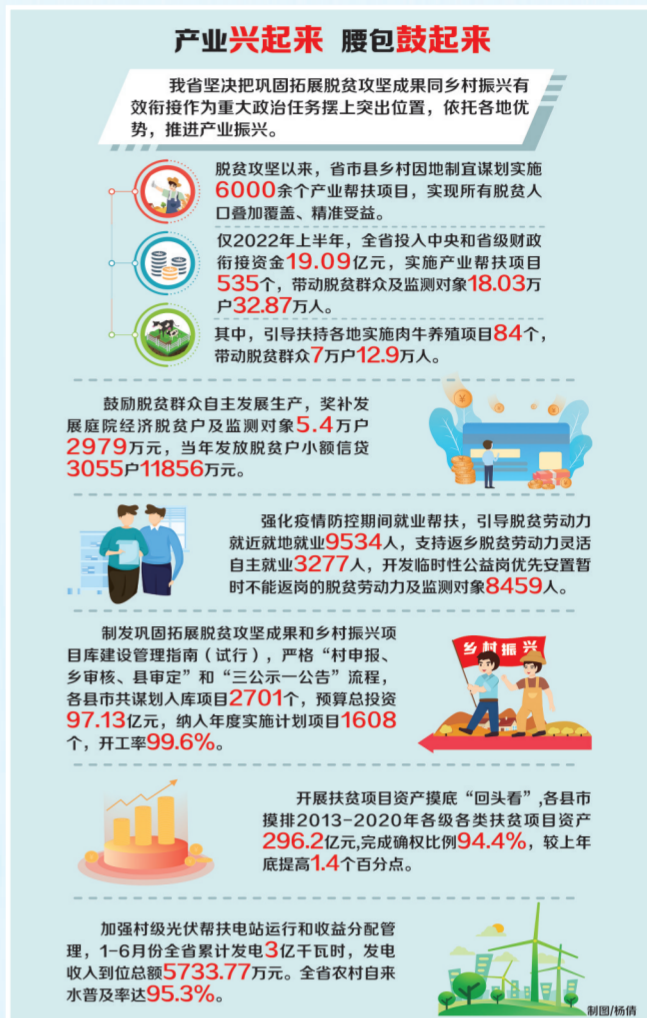 产业兴起来 腰包鼓起来
我省坚决把巩固拓展脱贫攻坚成果同乡村振兴有
效衔接作为重大政治任务摆上突出位置，依托各地优
势，推进产业振兴。
脱贫攻坚以来，省市县乡村因地制宜谋划实施
6000余个产业帮扶项目，实现所有脱贫人
口叠加覆盖、精准受益。
仅2022年上半年，全省投入中央和省级财政
衔接资金19.09亿元，实施产业帮扶项目
535个，带动脱贫群众及监测对象18.03万
户32.87万人。
其中，引导扶持各地实施肉牛养殖项目84个，
带动脱贫群众7万户12.9万人。
鼓励脱贫群众自主发展生产，奖补发
展庭院经济脱贫户及监测对象5.4万户
2979万元，当年发放脱贫户小额信贷
3055户11856万元。
强化疫情防控期间就业帮扶，引导脱贫劳动力
就近就地就业9534人，支持返乡脱贫劳动力灵活
自主就业3277人，开发临时性公益岗优先安置暂
时不能返岗的脱贫劳动力及监测对象8459人。
制发巩固拓展脱贫攻坚成果和乡村振兴项
目库建设管理指南（试行），严格“村申报、
乡审核、县审定”和“三公示一公告”流程，
各县市共谋划入库项目2701个，预算总投资
97.13亿元，纳入年度实施计划项目1608
个，开工率99.6%。
乡村振兴
开展扶贫项目资产摸底“回头看”,各县市
摸排2013-2020年各级各类扶贫项目资产
296.2亿元,完成确权比例94.4%，较上年
底提高1.4个百分点。
加强村级光伏帮扶电站运行和收益分配管
理，1-6月份全省累计发电3亿千瓦时，发电
收入到位总额5733.77万元。全省农村自来
水普及率达95.3%。
制图/杨倩